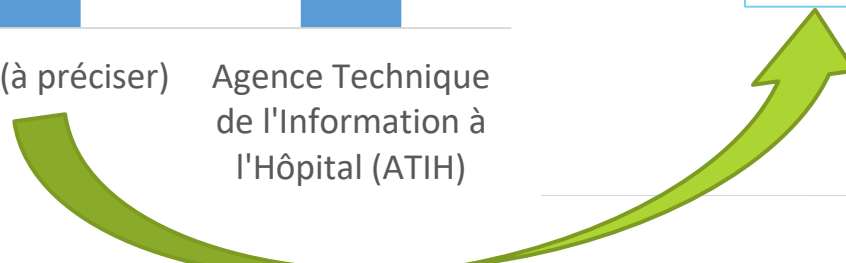 (à préciser)
Agence Technique
de l'Information à
l'Hôpital (ATIH)